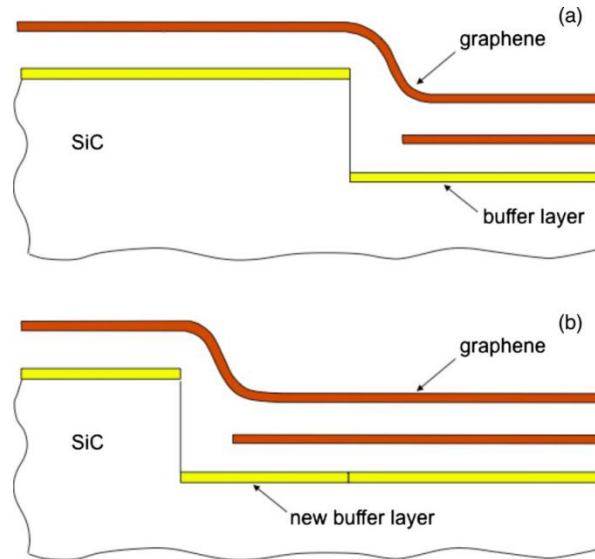 (a)
graphene
SiC
buffer layer
(b)
graphene
SiC
new buffer layer